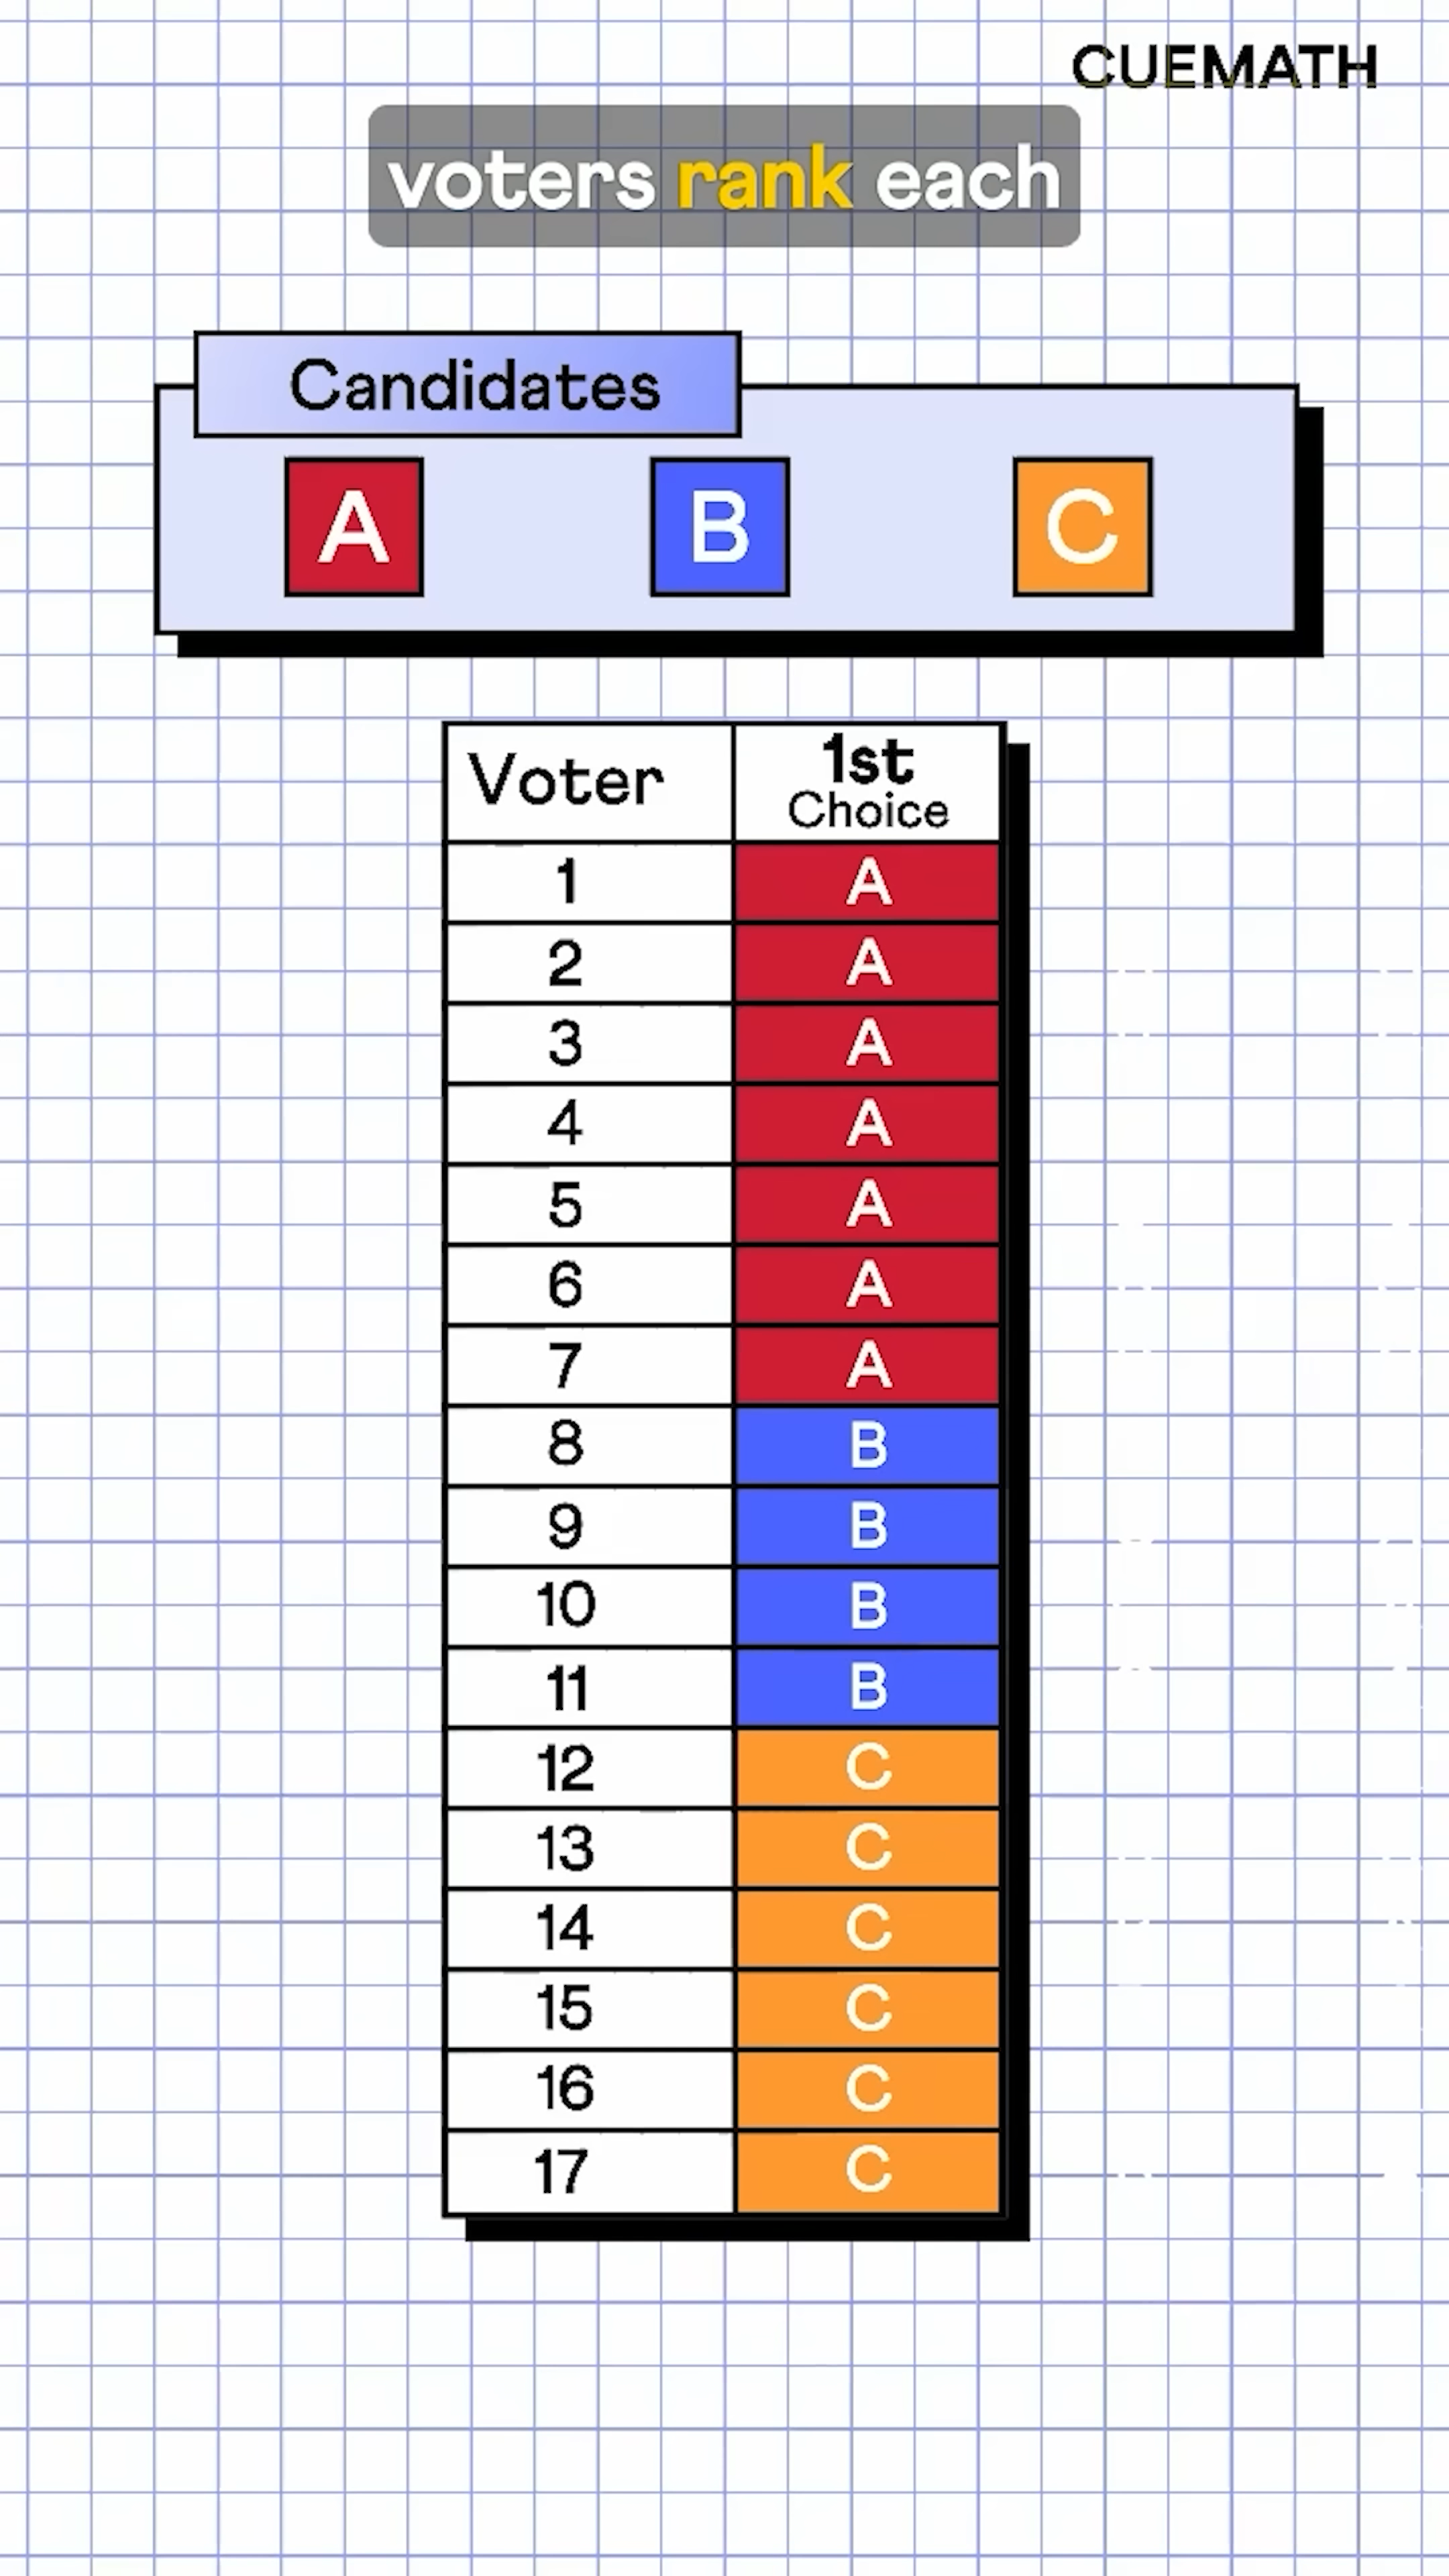 CUEMATH
voters rank each
Candidates
A B C
Voter 1st Choice
1 A
2 A
3 A
4 A
5 A
6 A
7 A
8 B
9 B
10 B
11 B
12 C
13 C
14 C
15 C
16 C
17 C